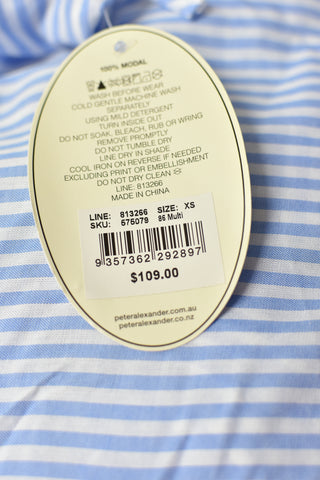 100% MODAL
WASH BEFORE WEAR
COLD GENTLE MACHINE WASH
SEPARATELY
USING MILD DETERGENT
TURN INSIDE OUT
DO NOT SOAK, BLEACH, RUB OR WRING
REMOVE PROMPTLY
DO NOT TUMBLE DRY
LINE DRY IN SHADE
COOL IRON ON REVERSE IF NEEDED
EXCLUDING PRINT OR EMBELLISHMENT
DO NOT DRY CLEAN
LINE: 813266
MADE IN CHINA
LINE: 813266 SIZE: XS
SKU: 575079 86 Multi
9 357362 292897
$109.00
peteralexander.com.au
peteralexander.co.nz